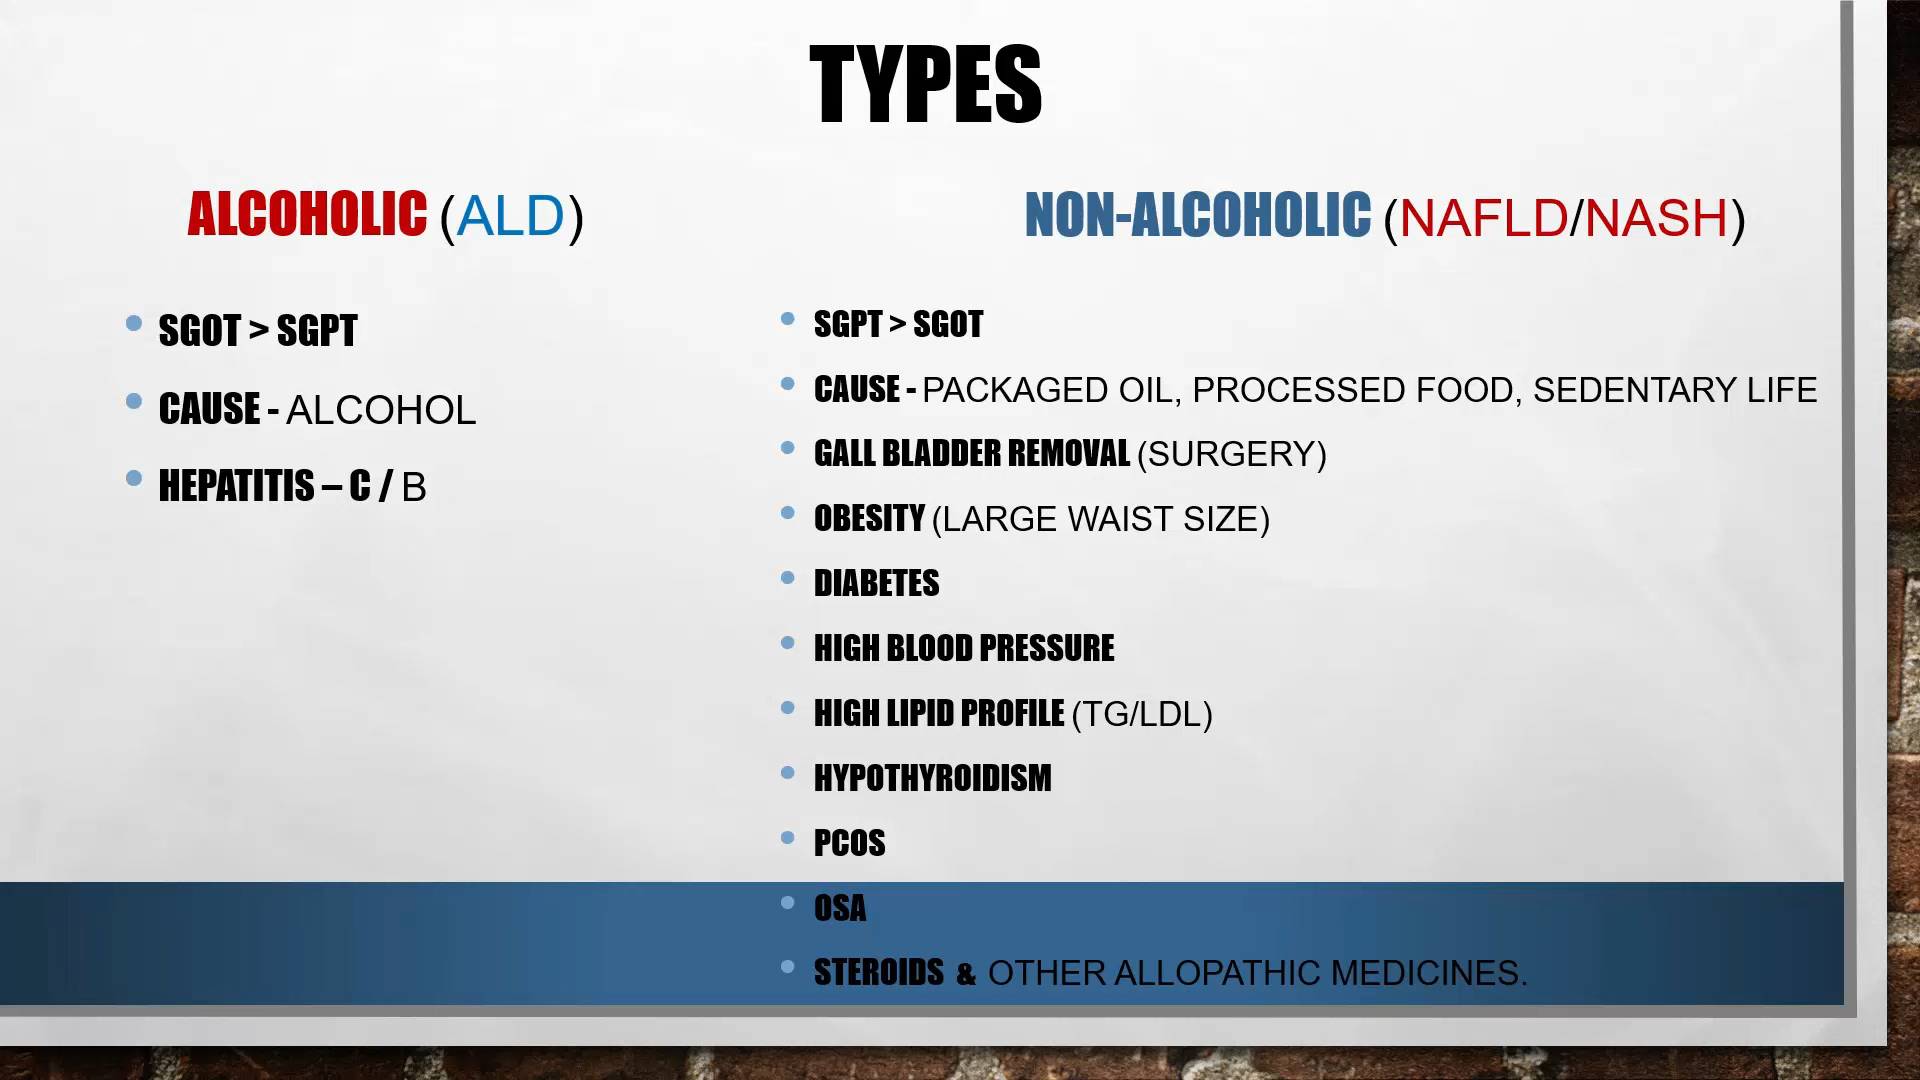 TYPES
ALCOHOLIC (ALD)
SGOT > SGPT
CAUSE - ALCOHOL
HEPATITIS – C / B
NON-ALCOHOLIC (NAFLD/NASH)
SGPT > SGOT
CAUSE - PACKAGED OIL, PROCESSED FOOD, SEDENTARY LIFE
GALL BLADDER REMOVAL (SURGERY)
OBESITY (LARGE WAIST SIZE)
DIABETES
HIGH BLOOD PRESSURE
HIGH LIPID PROFILE (TG/LDL)
HYPOTHYROIDISM
PCOS
OSA
STEROIDS & OTHER ALLOPATHIC MEDICINES.